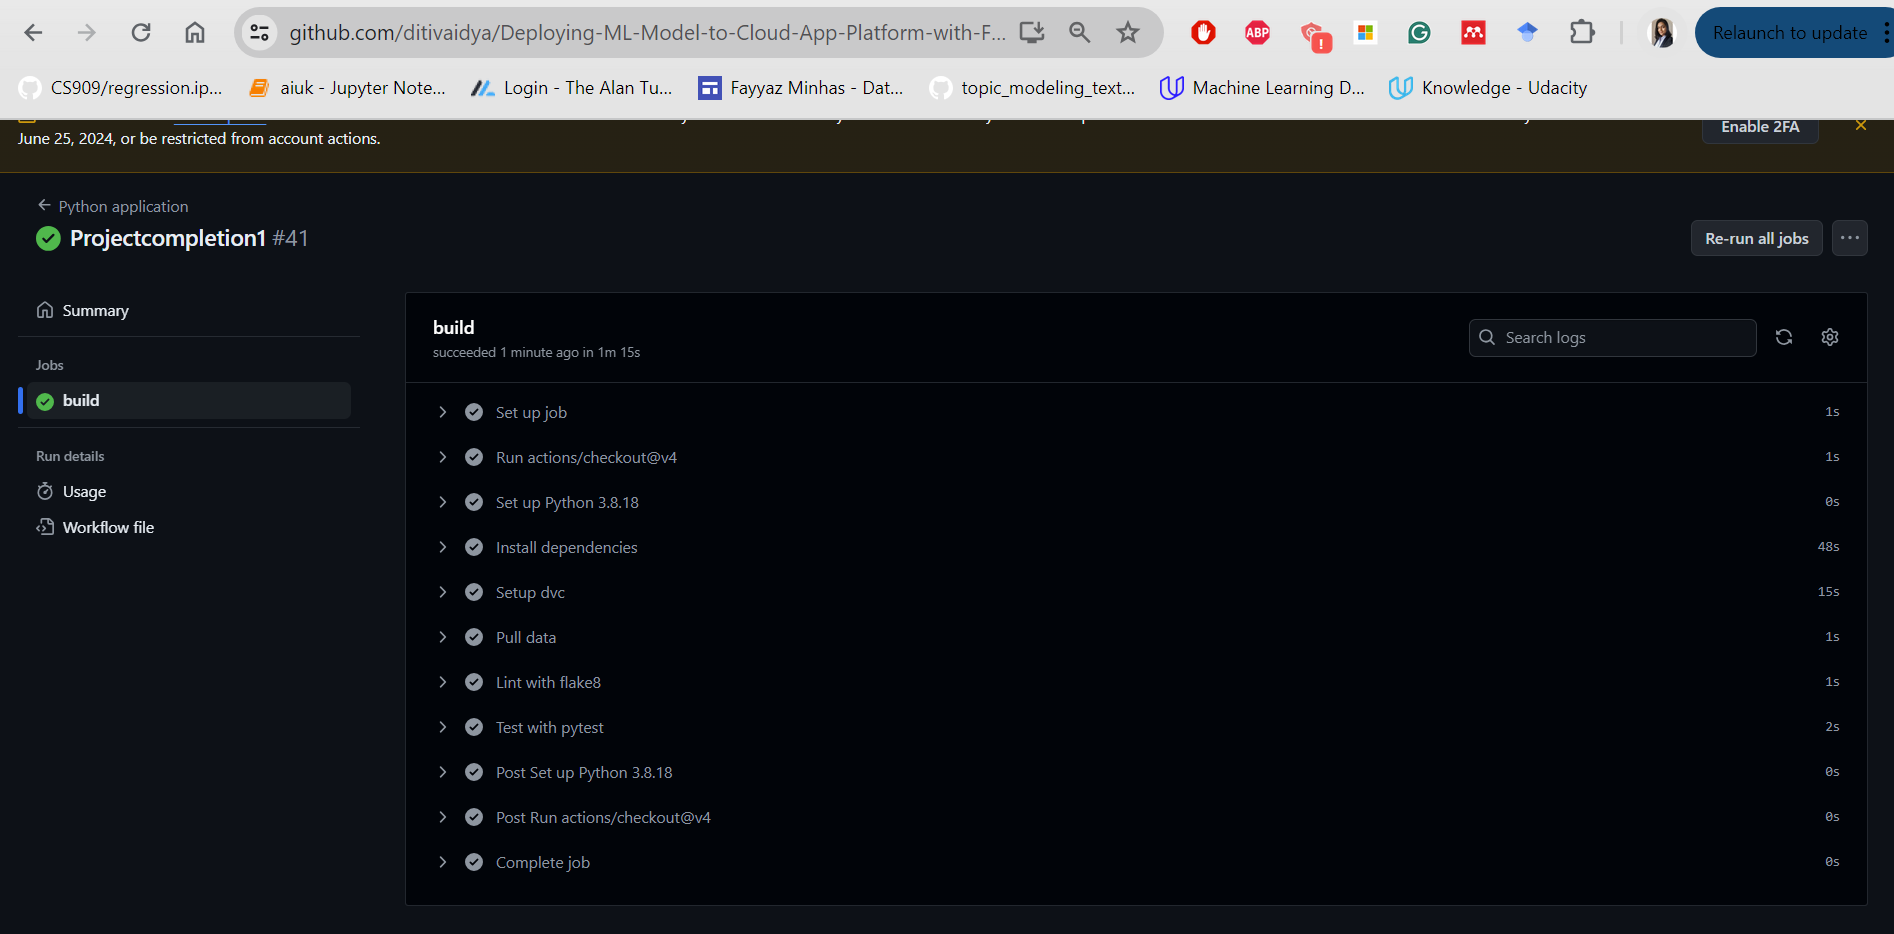 github.com/ditivaidya/Deploying-ML-Model-to-Cloud-App-Platform-with-F...
ABP
!
Relaunch to update
CS909/regression.ip...
aiuk - Jupyter Note...
Login - The Alan Tu...
Fayyaz Minhas - Dat...
topic_modeling_text...
Machine Learning D...
Knowledge - Udacity
June 25, 2024, or be restricted from account actions.
Enable 2FA
Python application
Projectcompletion1 #41
Re-run all jobs
Summary
Jobs
build
Run details
Usage
Workflow file
build
succeeded 1 minute ago in 1m 15s
Search logs
Set up job 1s
Run actions/checkout@v4 1s
Set up Python 3.8.18 0s
Install dependencies 48s
Setup dvc 15s
Pull data 1s
Lint with flake8 1s
Test with pytest 2s
Post Set up Python 3.8.18 0s
Post Run actions/checkout@v4 0s
Complete job 0s